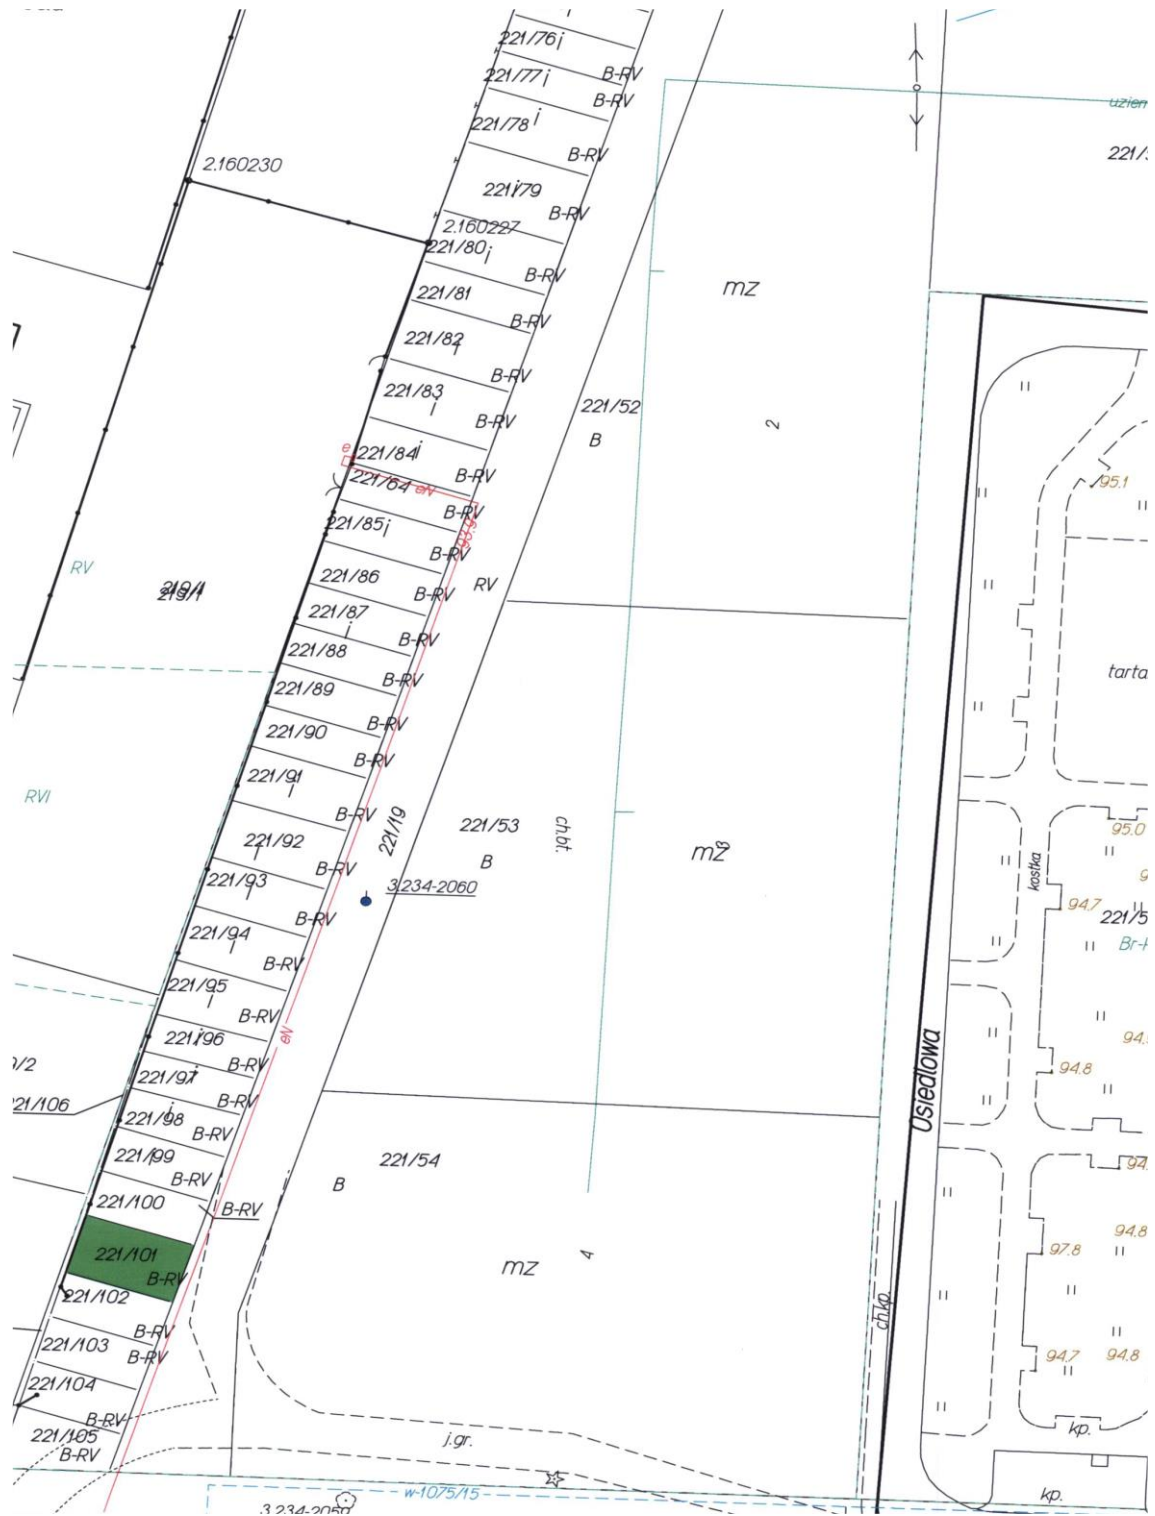 221/76 i
B-RV
221/77 i
B-RV
uziem
221/78 i
B-RV
221/
2.160230
221/79 i
B-RV
2.160227
221/80 i
B-RV
mz
221/81
B-RV
221/82 i
B-RV
221/83 i
B-RV
221/52
B
2
e
221/84 i
B-RV
221/64
eN
B-RV
95.1
221/85 i
93.9
B-RV
RV
221/86
B-RV
RV
219/1
221/87 i
B-RV
221/88
B-RV
tarta
221/89
B-RV
221/90
B-RV
221/91 i
B-RV
RVI
221/19
221/53
B
ch.bt.
mz
221/92 i
B-RV
95.0
221/93 i
B-RV
3.234-2060
kostka
94.7
221/5
Br-
221/94 i
B-RV
221/95 i
B-RV
eN
221/96 i
B-RV
Osiedlowa
94.
/2
221/97 i
B-RV
94.8
21/106
221/98 i
B-RV
221/99 i
B-RV
221/54
B
94.
221/100
B-RV
94.8
221/101
B-RV
mz
4
97.8
221/102
B-RV
ch.kp.
221/103
B-RV
94.7
94.8
221/104
B-RV
221/105
B-RV
j.gr.
kp.
w-1075/15
kp.
3.234-2059